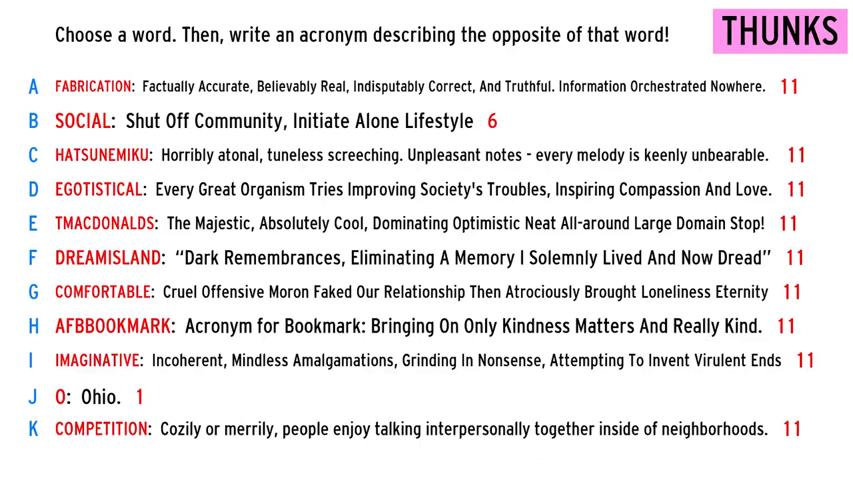 Choose a word. Then, write an acronym describing the opposite of that word!
THUNKS
A FABRICATION: Factually Accurate, Believably Real, Indisputably Correct, And Truthful. Information Orchestrated Nowhere. 11
B SOCIAL: Shut Off Community, Initiate Alone Lifestyle 6
C HATSUNEMIKU: Horribly atonal, tuneless screeching. Unpleasant notes - every melody is keenly unbearable. 11
D EGOTISTICAL: Every Great Organism Tries Improving Society's Troubles, Inspiring Compassion And Love. 11
E TMACDONALDS: The Majestic, Absolutely Cool, Dominating Optimistic Neat All-around Large Domain Stop! 11
F DREAMISLAND: “Dark Remembrances, Eliminating A Memory I Solemnly Lived And Now Dread” 11
G COMFORTABLE: Cruel Offensive Moron Faked Our Relationship Then Atrociously Brought Loneliness Eternity 11
H AFBBOOKMARK: Acronym for Bookmark: Bringing On Only Kindness Matters And Really Kind. 11
I IMAGINATIVE: Incoherent, Mindless Amalgamations, Grinding In Nonsense, Attempting To Invent Virulent Ends 11
J O: Ohio. 1
K COMPETITION: Cozily or merrily, people enjoy talking interpersonally together inside of neighborhoods. 11